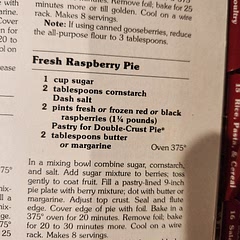 minutes more or till golden. Cool on a wire
rack. Makes 8 servings.
Note: If using canned gooseberries, reduce
the all-purpose flour to 3 tablespoons.
Fresh Raspberry Pie
1 cup sugar
2 tablespoons cornstarch
Dash salt
2 pints fresh or frozen red or black
raspberries (1¼ pounds)
Pastry for Double-Crust Pie*
2 tablespoons butter
or margarine
Oven 375°
In a mixing bowl combine sugar, cornstarch,
and salt. Add sugar mixture to berries; toss
gently to coat fruit. Fill a pastry-lined 9-inch
pie plate with berry mixture; dot with butter or
margarine. Adjust top crust. Seal and flute
edge. Cover edge of pie with foil. Bake in a
375° oven for 20 minutes. Remove foil; bake
for 20 to 30 minutes more. Cool on a wire
rack. Makes 8 servings.
Poultry
15 Rice, Pasta, & Cereal